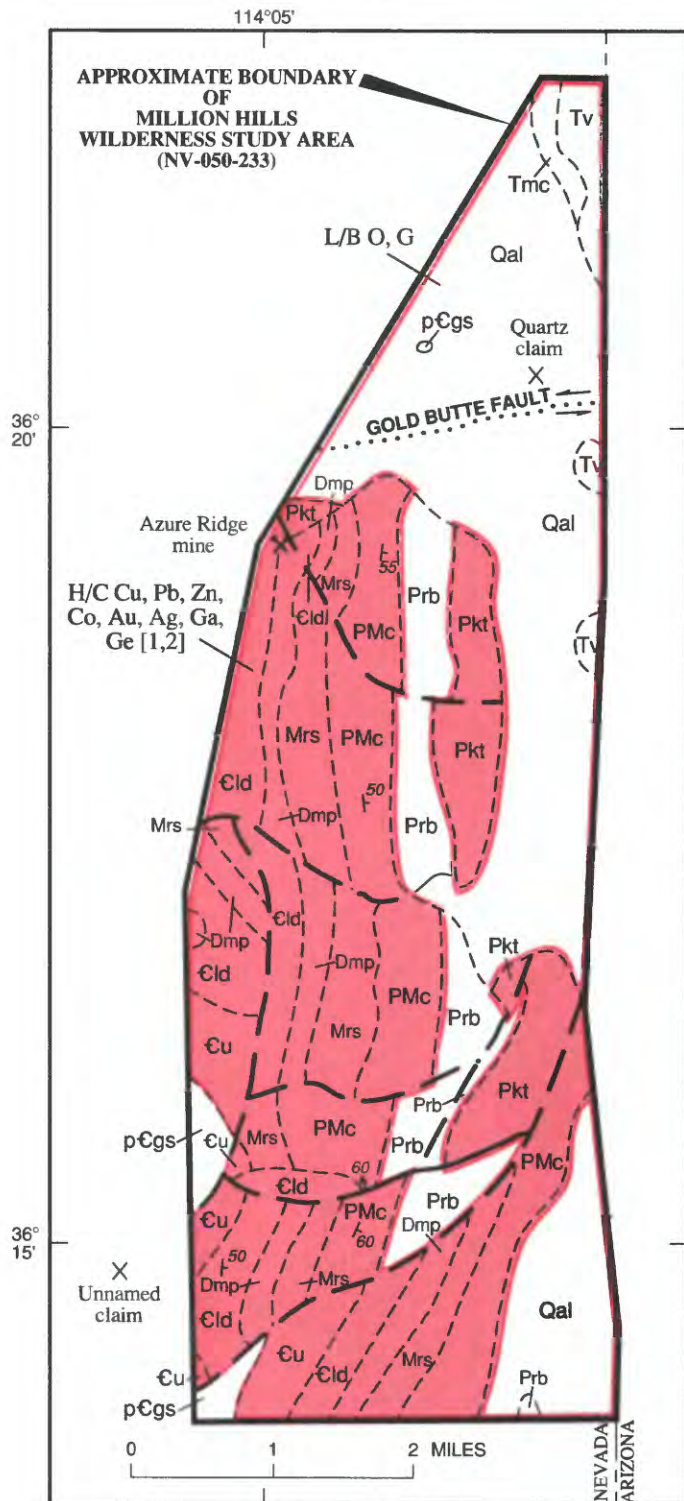 114°05'
APPROXIMATE BOUNDARY
OF
MILLION HILLS
WILDERNESS STUDY AREA
(NV-050-233)
Tv
Tmc
L/B O, G
Qal
p€gs
Quartz
claim
GOLD BUTTE FAULT
36°
20'
Tv
Dmp
Pkt
Qal
Azure Ridge
mine
55
Mrs
Prb
H/C Cu, Pb, Zn,
Co, Au, Ag, Ga,
Ge [1,2]
€ld
PMc
Pkt
Tv
Mrs
PMc
Pkt
€ld
50
Dmp
Mrs
Prb
€ld
Dmp
Dmp
Pkt
€ld
PMc
Prb
Mrs
€u
Prb
Pkt
p€gs
€u
Mrs
PMc
Prb
PMc
60
€ld
€u
PMc
Prb
Dmp
36°
15'
50
60
Dmp
Mrs
Unnamed
claim
€ld
Qal
€u
Mrs
€u
€ld
Prb
p€gs
0 1 2 MILES
NEVADA
ARIZONA